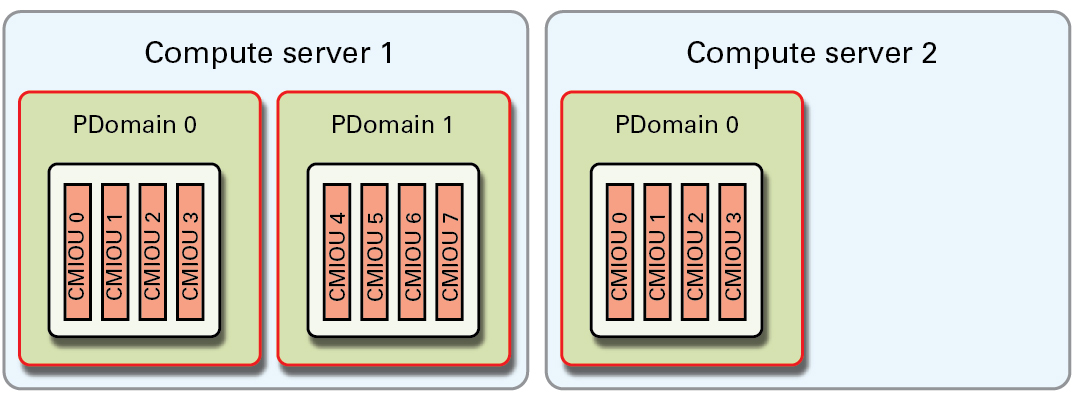 Compute server 1
PDomain 0
CMIOU 0
CMIOU 1
CMIOU 2
CMIOU 3
PDomain 1
CMIOU 4
CMIOU 5
CMIOU 6
CMIOU 7
Compute server 2
PDomain 0
CMIOU 0
CMIOU 1
CMIOU 2
CMIOU 3